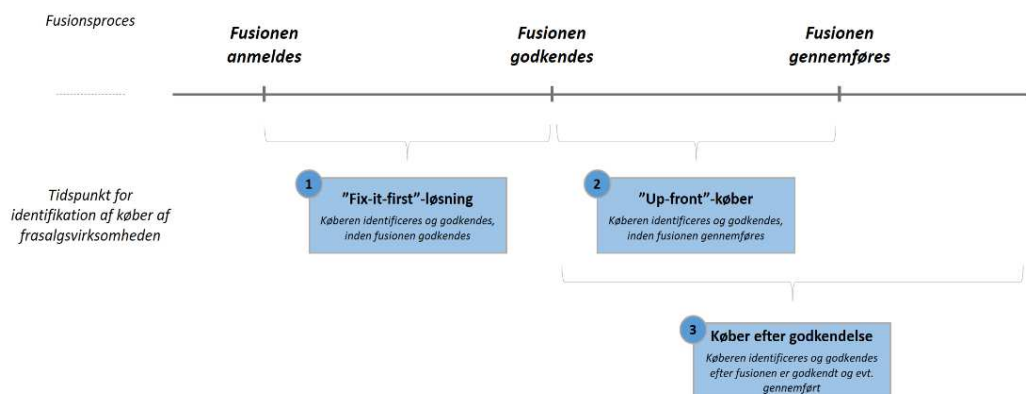 Fusionsproces
Fusionen
anmeldes
Fusionen
godkendes
Fusionen
gennemføres
Tidspunkt for
identifikation af køber af
frasalgsvirksomheden
1
"Fix-it-first"-løsning
Køberen identificeres og godkendes,
inden fusionen godkendes
2
"Up-front"-køber
Køberen identificeres og godkendes,
inden fusionen gennemføres
3
Køber efter godkendelse
Køberen identificeres og godkendes
efter fusionen er godkendt og evt.
gennemført